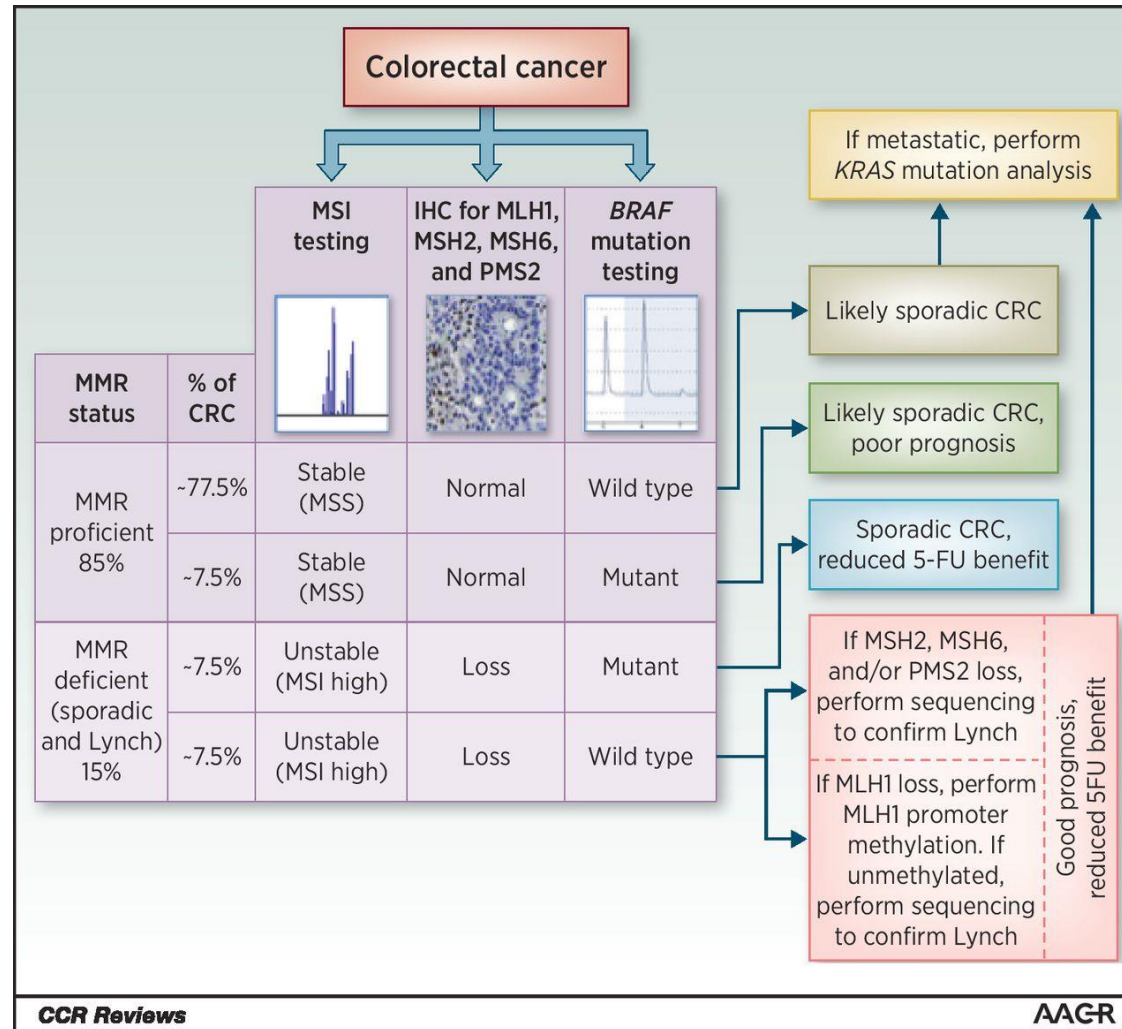 Colorectal cancer
If metastatic, perform
KRAS mutation analysis
MSI
testing
IHC for MLH1,
MSH2, MSH6,
and PMS2
BRAF
mutation
testing
Likely sporadic CRC
MMR
status
% of
CRC
Likely sporadic CRC,
poor prognosis
MMR
proficient
85%
~77.5%
Stable
(MSS)
Normal
Wild type
~7.5%
Stable
(MSS)
Normal
Mutant
Sporadic CRC,
reduced 5-FU benefit
MMR
deficient
(sporadic
and Lynch)
15%
~7.5%
Unstable
(MSI high)
Loss
Mutant
~7.5%
Unstable
(MSI high)
Loss
Wild type
If MSH2, MSH6,
and/or PMS2 loss,
perform sequencing
to confirm Lynch
If MLH1 loss, perform
MLH1 promoter
methylation. If
unmethylated,
perform sequencing
to confirm Lynch
Good prognosis,
reduced 5FU benefit
CCR Reviews
AACR